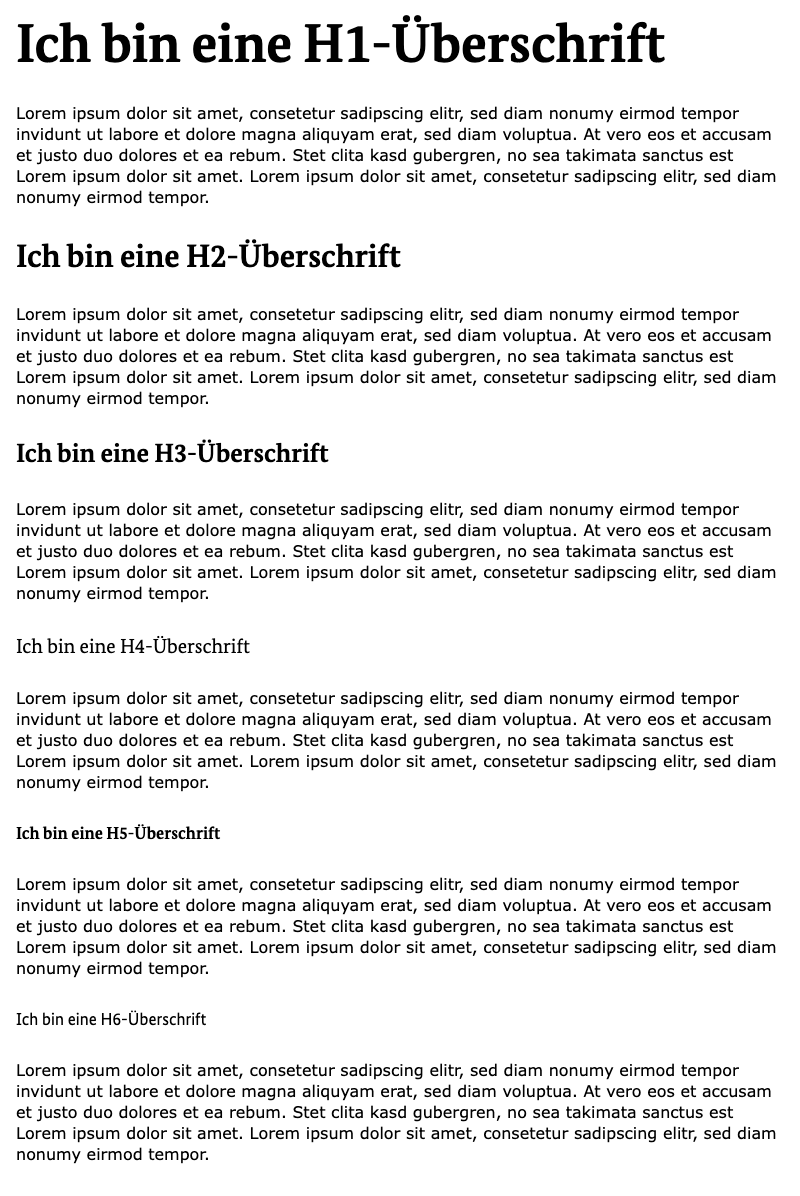 Ich bin eine H1-Überschrift
Lorem ipsum dolor sit amet, consetetur sadipscing elitr, sed diam nonumy eirmod tempor
invidunt ut labore et dolore magna aliquyam erat, sed diam voluptua. At vero eos et accusam
et justo duo dolores et ea rebum. Stet clita kasd gubergren, no sea takimata sanctus est
Lorem ipsum dolor sit amet. Lorem ipsum dolor sit amet, consetetur sadipscing elitr, sed diam
nonumy eirmod tempor.
Ich bin eine H2-Überschrift
Lorem ipsum dolor sit amet, consetetur sadipscing elitr, sed diam nonumy eirmod tempor
invidunt ut labore et dolore magna aliquyam erat, sed diam voluptua. At vero eos et accusam
et justo duo dolores et ea rebum. Stet clita kasd gubergren, no sea takimata sanctus est
Lorem ipsum dolor sit amet. Lorem ipsum dolor sit amet, consetetur sadipscing elitr, sed diam
nonumy eirmod tempor.
Ich bin eine H3-Überschrift
Lorem ipsum dolor sit amet, consetetur sadipscing elitr, sed diam nonumy eirmod tempor
invidunt ut labore et dolore magna aliquyam erat, sed diam voluptua. At vero eos et accusam
et justo duo dolores et ea rebum. Stet clita kasd gubergren, no sea takimata sanctus est
Lorem ipsum dolor sit amet. Lorem ipsum dolor sit amet, consetetur sadipscing elitr, sed diam
nonumy eirmod tempor.
Ich bin eine H4-Überschrift
Lorem ipsum dolor sit amet, consetetur sadipscing elitr, sed diam nonumy eirmod tempor
invidunt ut labore et dolore magna aliquyam erat, sed diam voluptua. At vero eos et accusam
et justo duo dolores et ea rebum. Stet clita kasd gubergren, no sea takimata sanctus est
Lorem ipsum dolor sit amet. Lorem ipsum dolor sit amet, consetetur sadipscing elitr, sed diam
nonumy eirmod tempor.
Ich bin eine H5-Überschrift
Lorem ipsum dolor sit amet, consetetur sadipscing elitr, sed diam nonumy eirmod tempor
invidunt ut labore et dolore magna aliquyam erat, sed diam voluptua. At vero eos et accusam
et justo duo dolores et ea rebum. Stet clita kasd gubergren, no sea takimata sanctus est
Lorem ipsum dolor sit amet. Lorem ipsum dolor sit amet, consetetur sadipscing elitr, sed diam
nonumy eirmod tempor.
Ich bin eine H6-Überschrift
Lorem ipsum dolor sit amet, consetetur sadipscing elitr, sed diam nonumy eirmod tempor
invidunt ut labore et dolore magna aliquyam erat, sed diam voluptua. At vero eos et accusam
et justo duo dolores et ea rebum. Stet clita kasd gubergren, no sea takimata sanctus est
Lorem ipsum dolor sit amet. Lorem ipsum dolor sit amet, consetetur sadipscing elitr, sed diam
nonumy eirmod tempor.